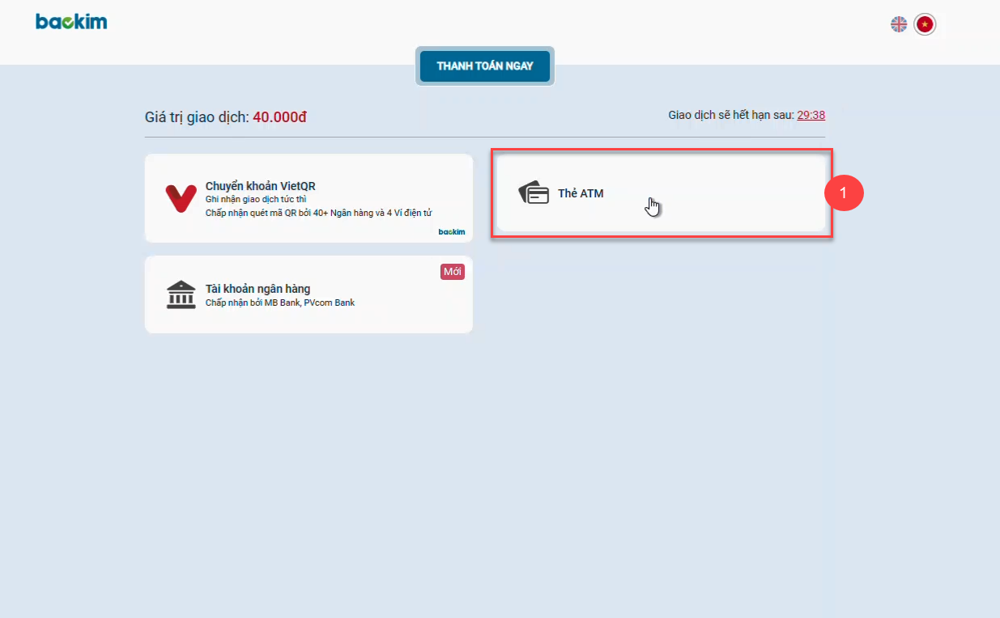 baokim
THANH TOÁN NGAY
Giá trị giao dịch: 40.000đ
Giao dịch sẽ hết hạn sau: 29:38
Chuyển khoản VietQR
Ghi nhận giao dịch tức thì
Chấp nhận quét mã QR bởi 40+ Ngân hàng và 4 Ví điện tử
baokim
Thẻ ATM
1
Mới
Tài khoản ngân hàng
Chấp nhận bởi MB Bank, PVcom Bank